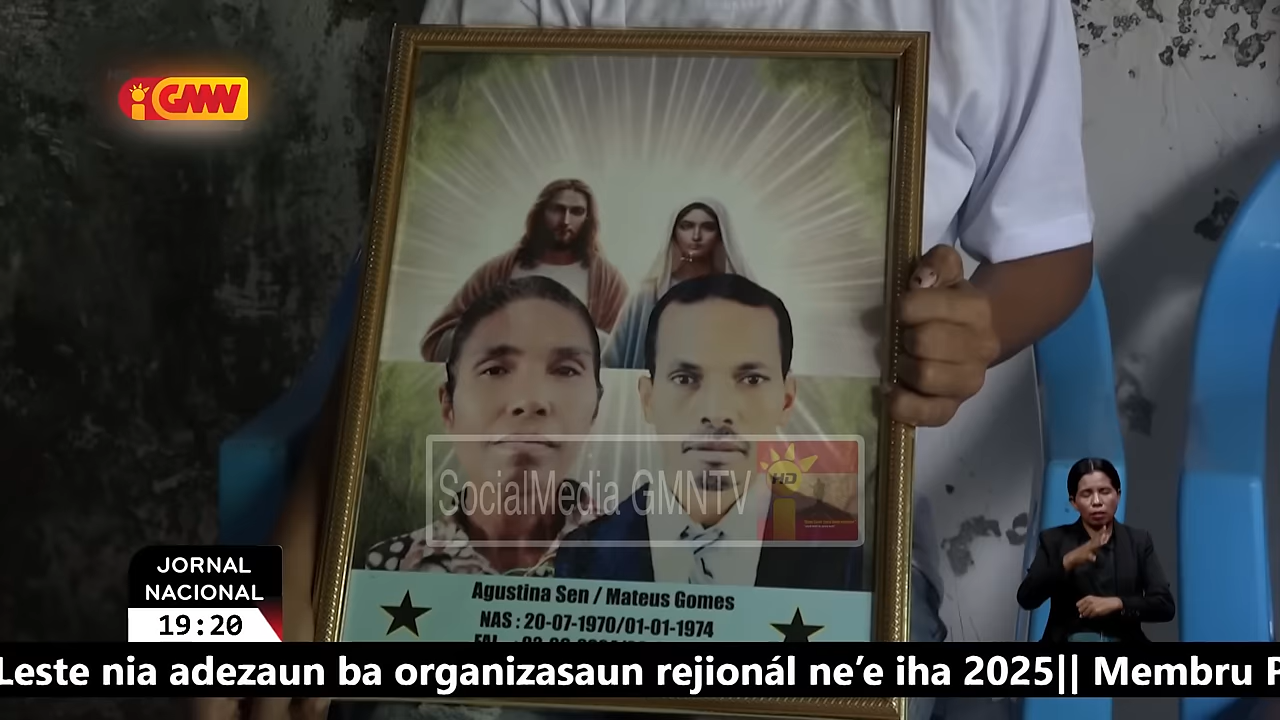 GMN
SocialMedia GMNTV
HD
Agustina Sen / Mateus Gomes
NAS : 20-07-1970/01-01-1974
JORNAL
NACIONAL
19:20
Leste nia adezaun ba organizasaun rejionál ne’e iha 2025|| Membru P